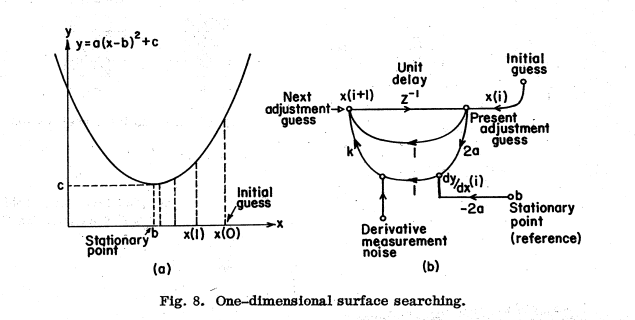 y
y=a(x-b)²+c
c
Initial
guess
x
Stationary
point
b
x(1)
x(0)
(a)
Unit
delay
Initial
guess
Next
adjustment
guess
x(i+1)
z⁻¹
x(i)
Present
adjustment
guess
k
1
2a
1
dy/dx(i)
b
-2a
Stationary
point
(reference)
Derivative
measurement
noise
(b)
Fig. 8. One-dimensional surface searching.